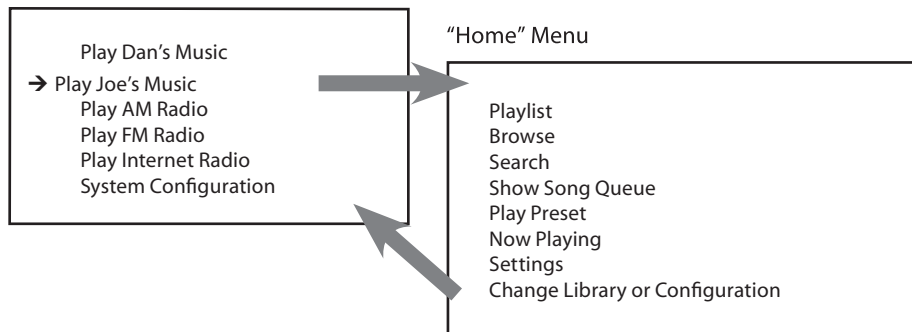 Play Dan’s Music
➔ Play Joe’s Music
Play AM Radio
Play FM Radio
Play Internet Radio
System Configuration
“Home” Menu
Playlist
Browse
Search
Show Song Queue
Play Preset
Now Playing
Settings
Change Library or Configuration